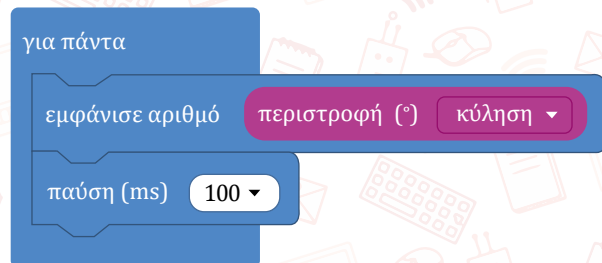 για πάντα
εμφάνισε αριθμό περιστροφή (°) κύληση
παύση (ms) 100